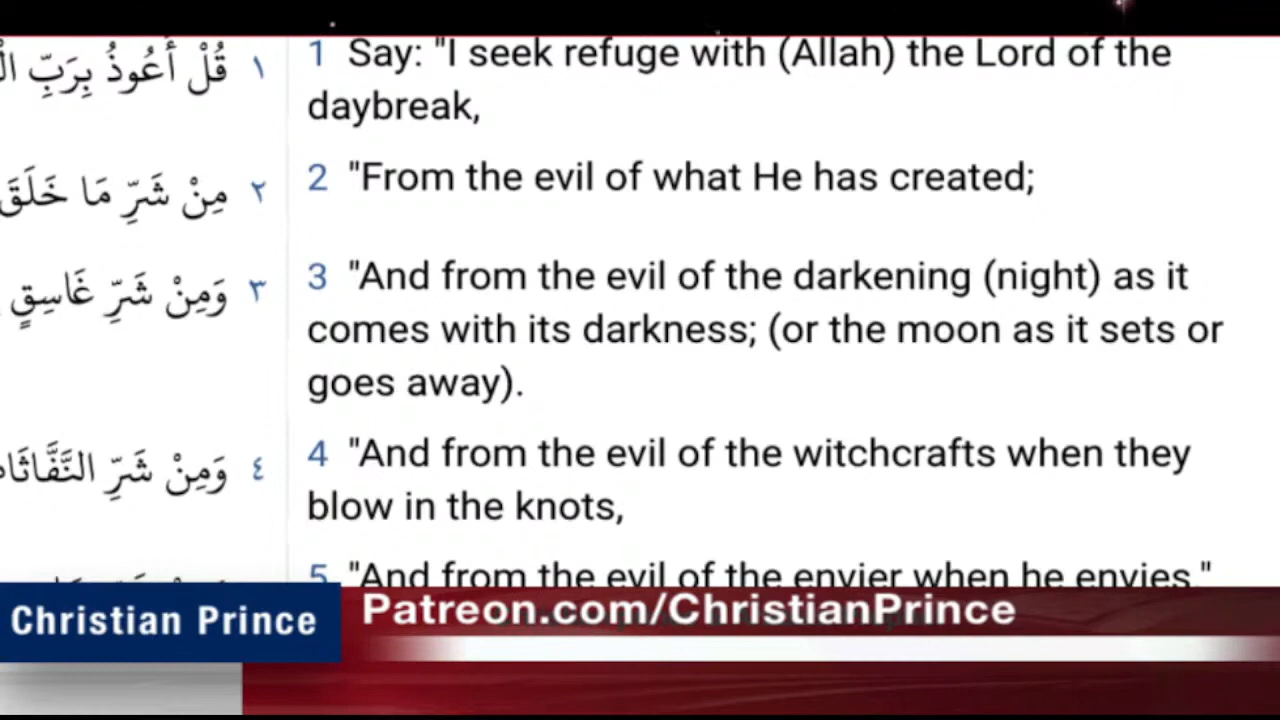 قُلْ أَعُوذُ بِرَبِّ ١
1 Say: "I seek refuge with (Allah) the Lord of the
daybreak,
مِنْ شَرِّ مَا خَلَقَ ٢
2 "From the evil of what He has created;
وَمِنْ شَرِّ غَاسِقٍ ٣
3 "And from the evil of the darkening (night) as it
comes with its darkness; (or the moon as it sets or
goes away).
وَمِنْ شَرِّ ٤
4 "And from the evil of the witchcrafts when they
blow in the knots,
5 "And from the evil of the envier when he envies."
Christian Prince
Patreon.com/ChristianPrince